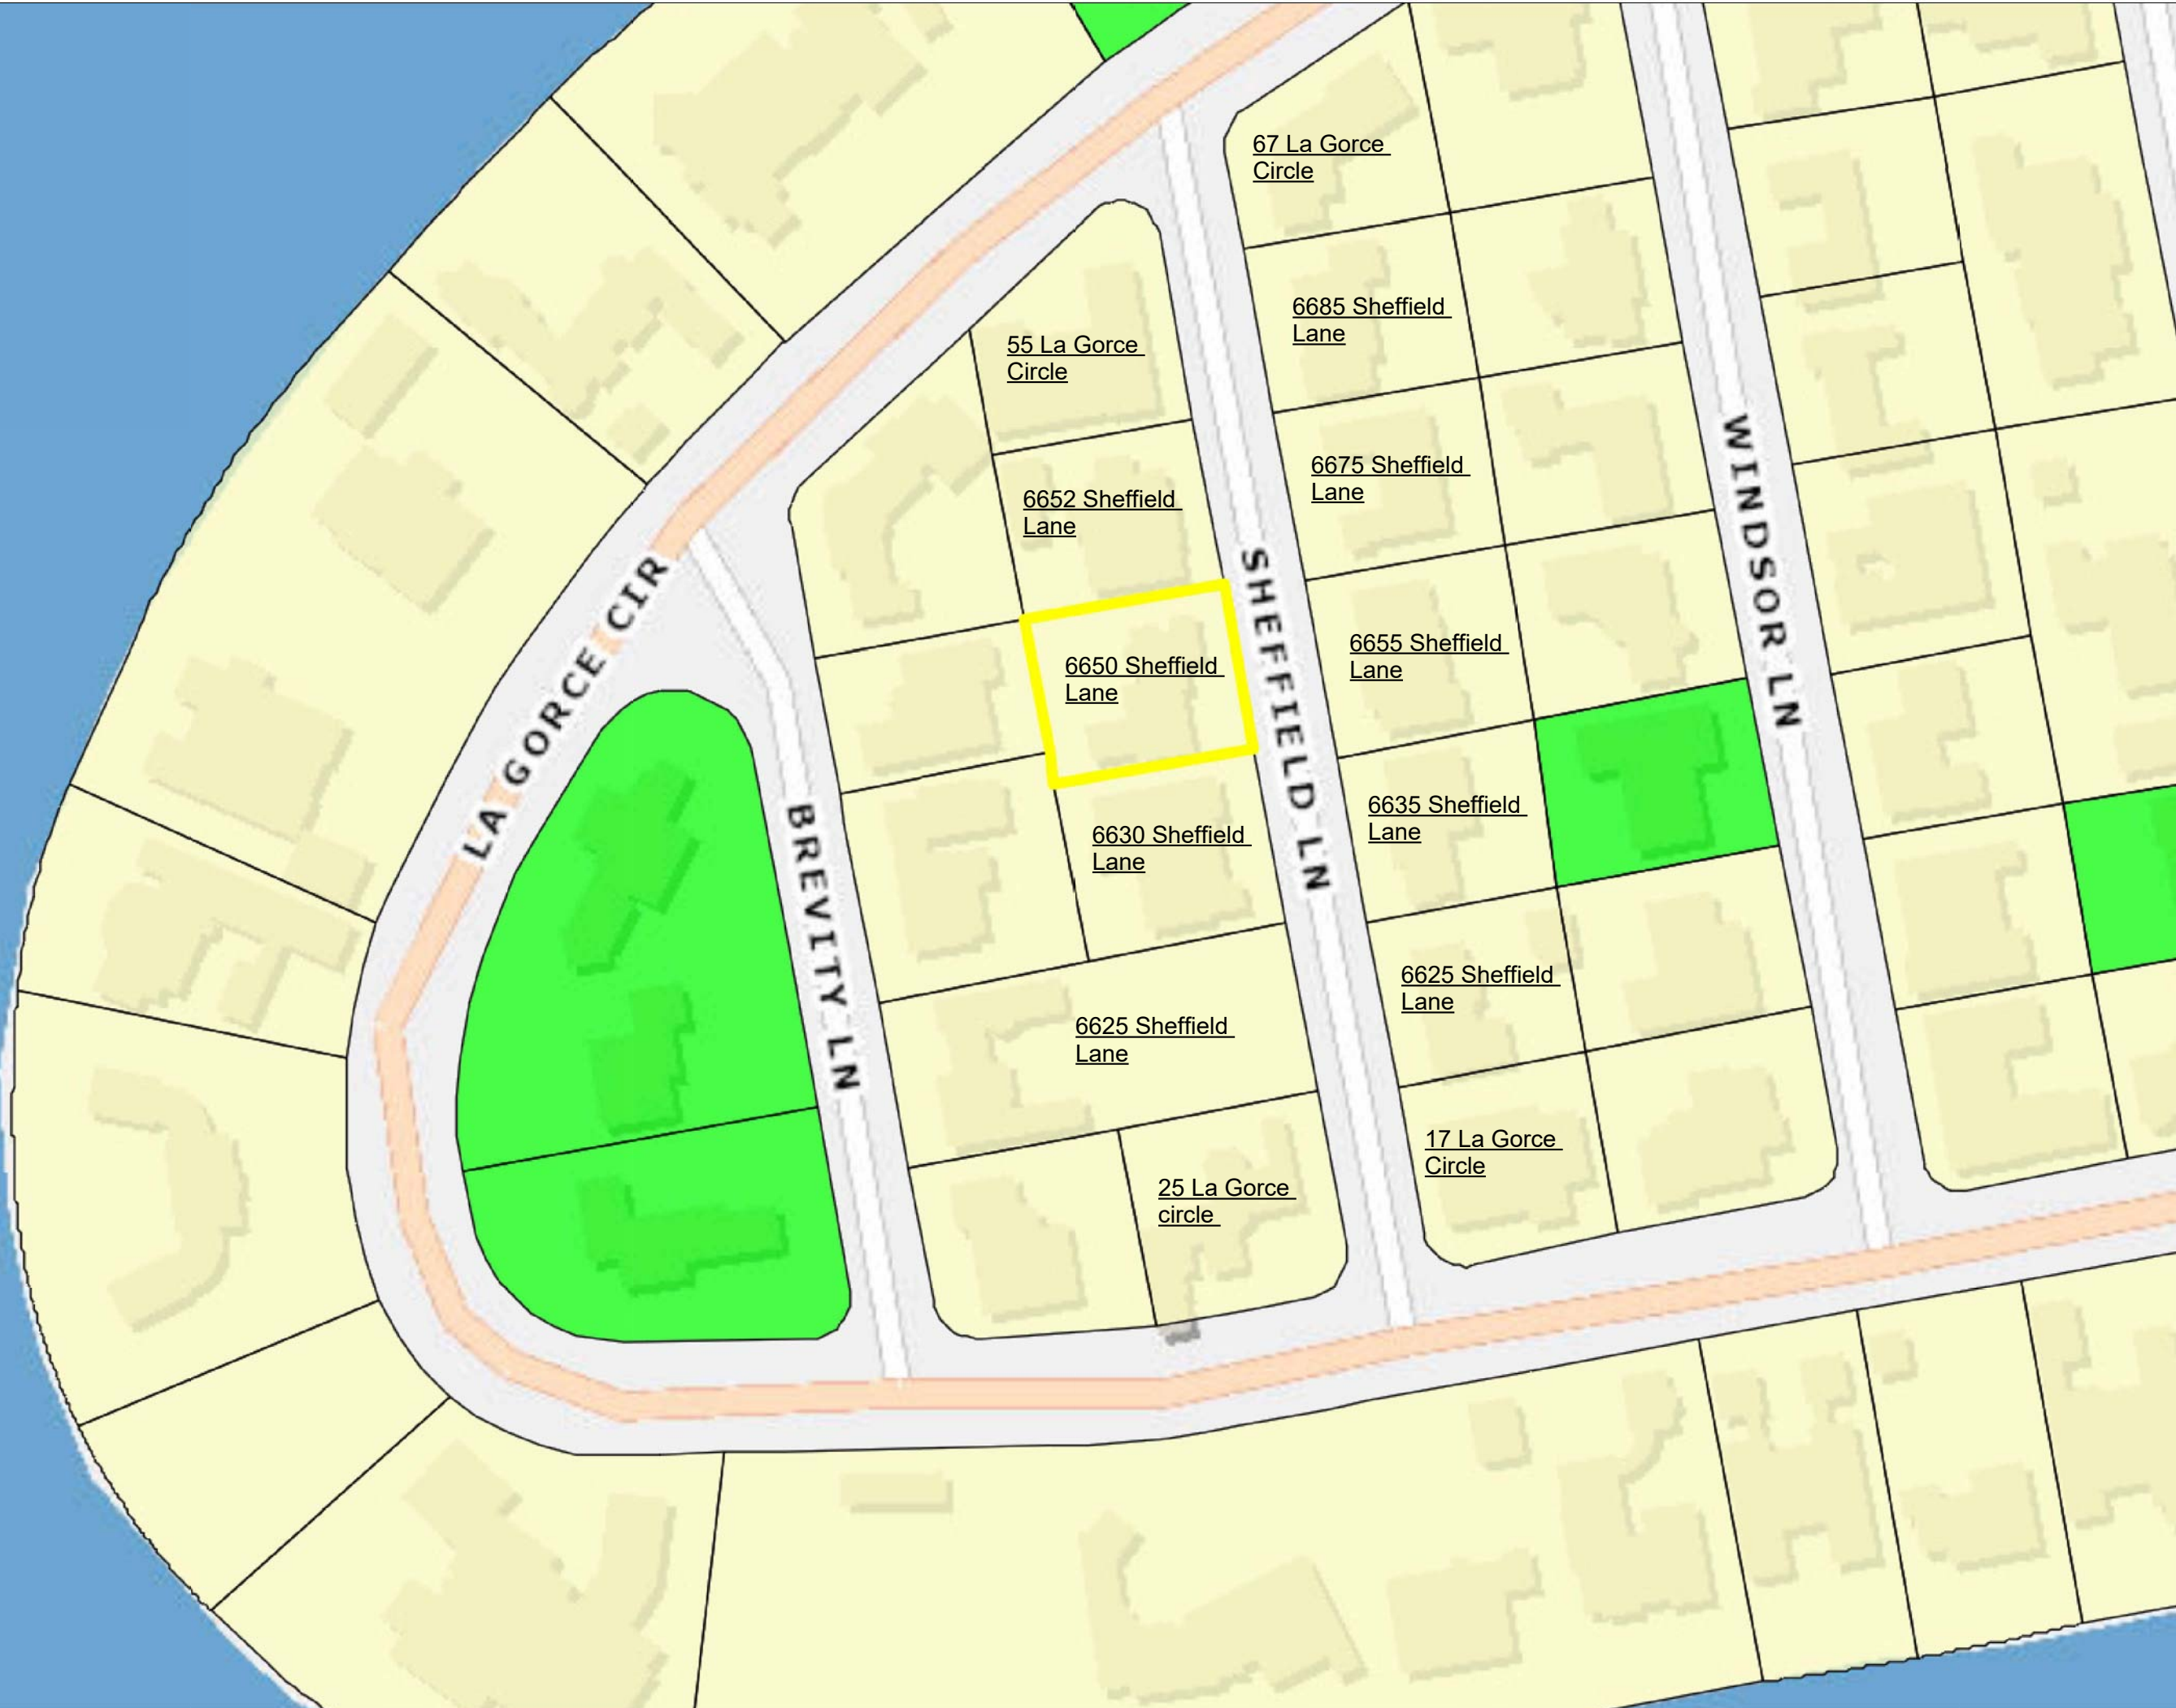 67 La Gorce
Circle
6685 Sheffield
Lane
55 La Gorce
Circle
6675 Sheffield
Lane
6652 Sheffield
Lane
WINDSOR LN
LA GORCE CIR
SHEFFIELD LN
6655 Sheffield
Lane
6650 Sheffield
Lane
6635 Sheffield
Lane
6630 Sheffield
Lane
BREVITY LN
6625 Sheffield
Lane
6625 Sheffield
Lane
17 La Gorce
Circle
25 La Gorce
circle